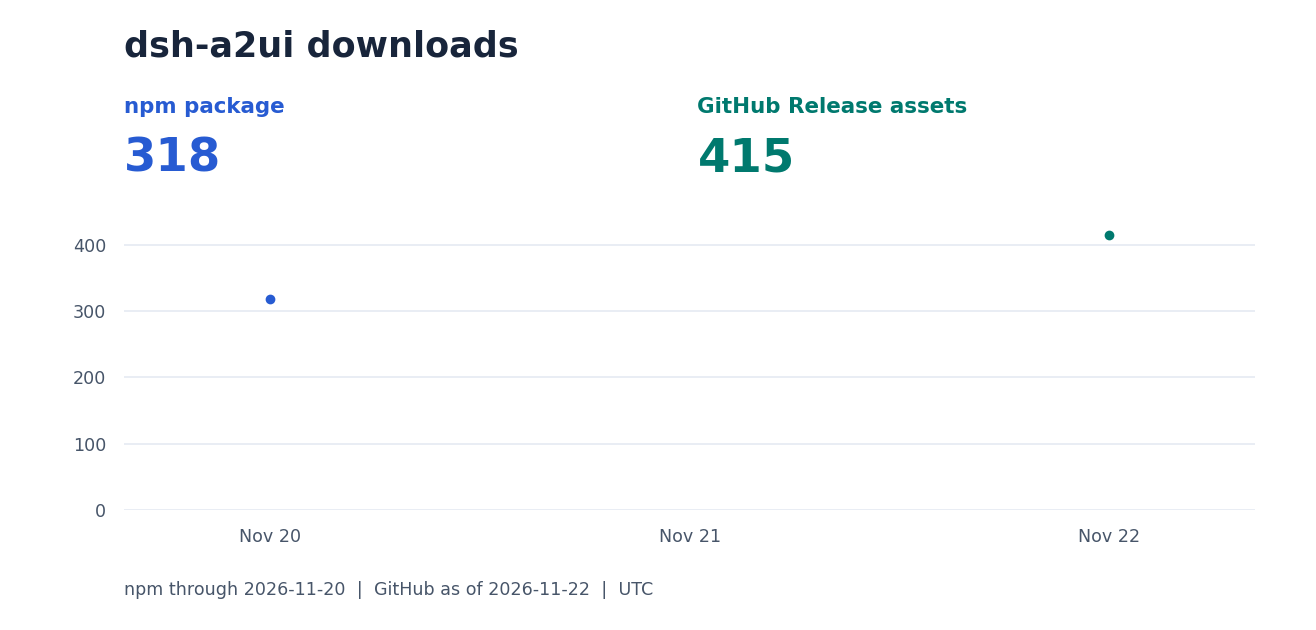 dsh-a2ui downloads
npm package
GitHub Release assets
318
415
400
300
200
100
0
Nov 20
Nov 21
Nov 22
npm through 2026-11-20 | GitHub as of 2026-11-22 | UTC